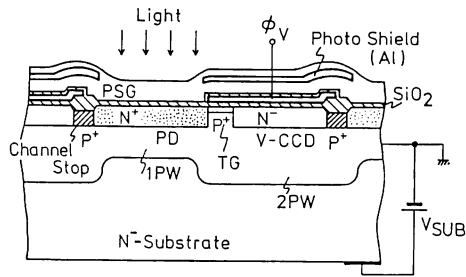 Light
ϕV
Photo Shield
(Al)
PSG
SiO2
N+
P+
N−
Channel
Stop
P+
PD
TG
V-CCD
P+
1PW
2PW
VSUB
N−-Substrate